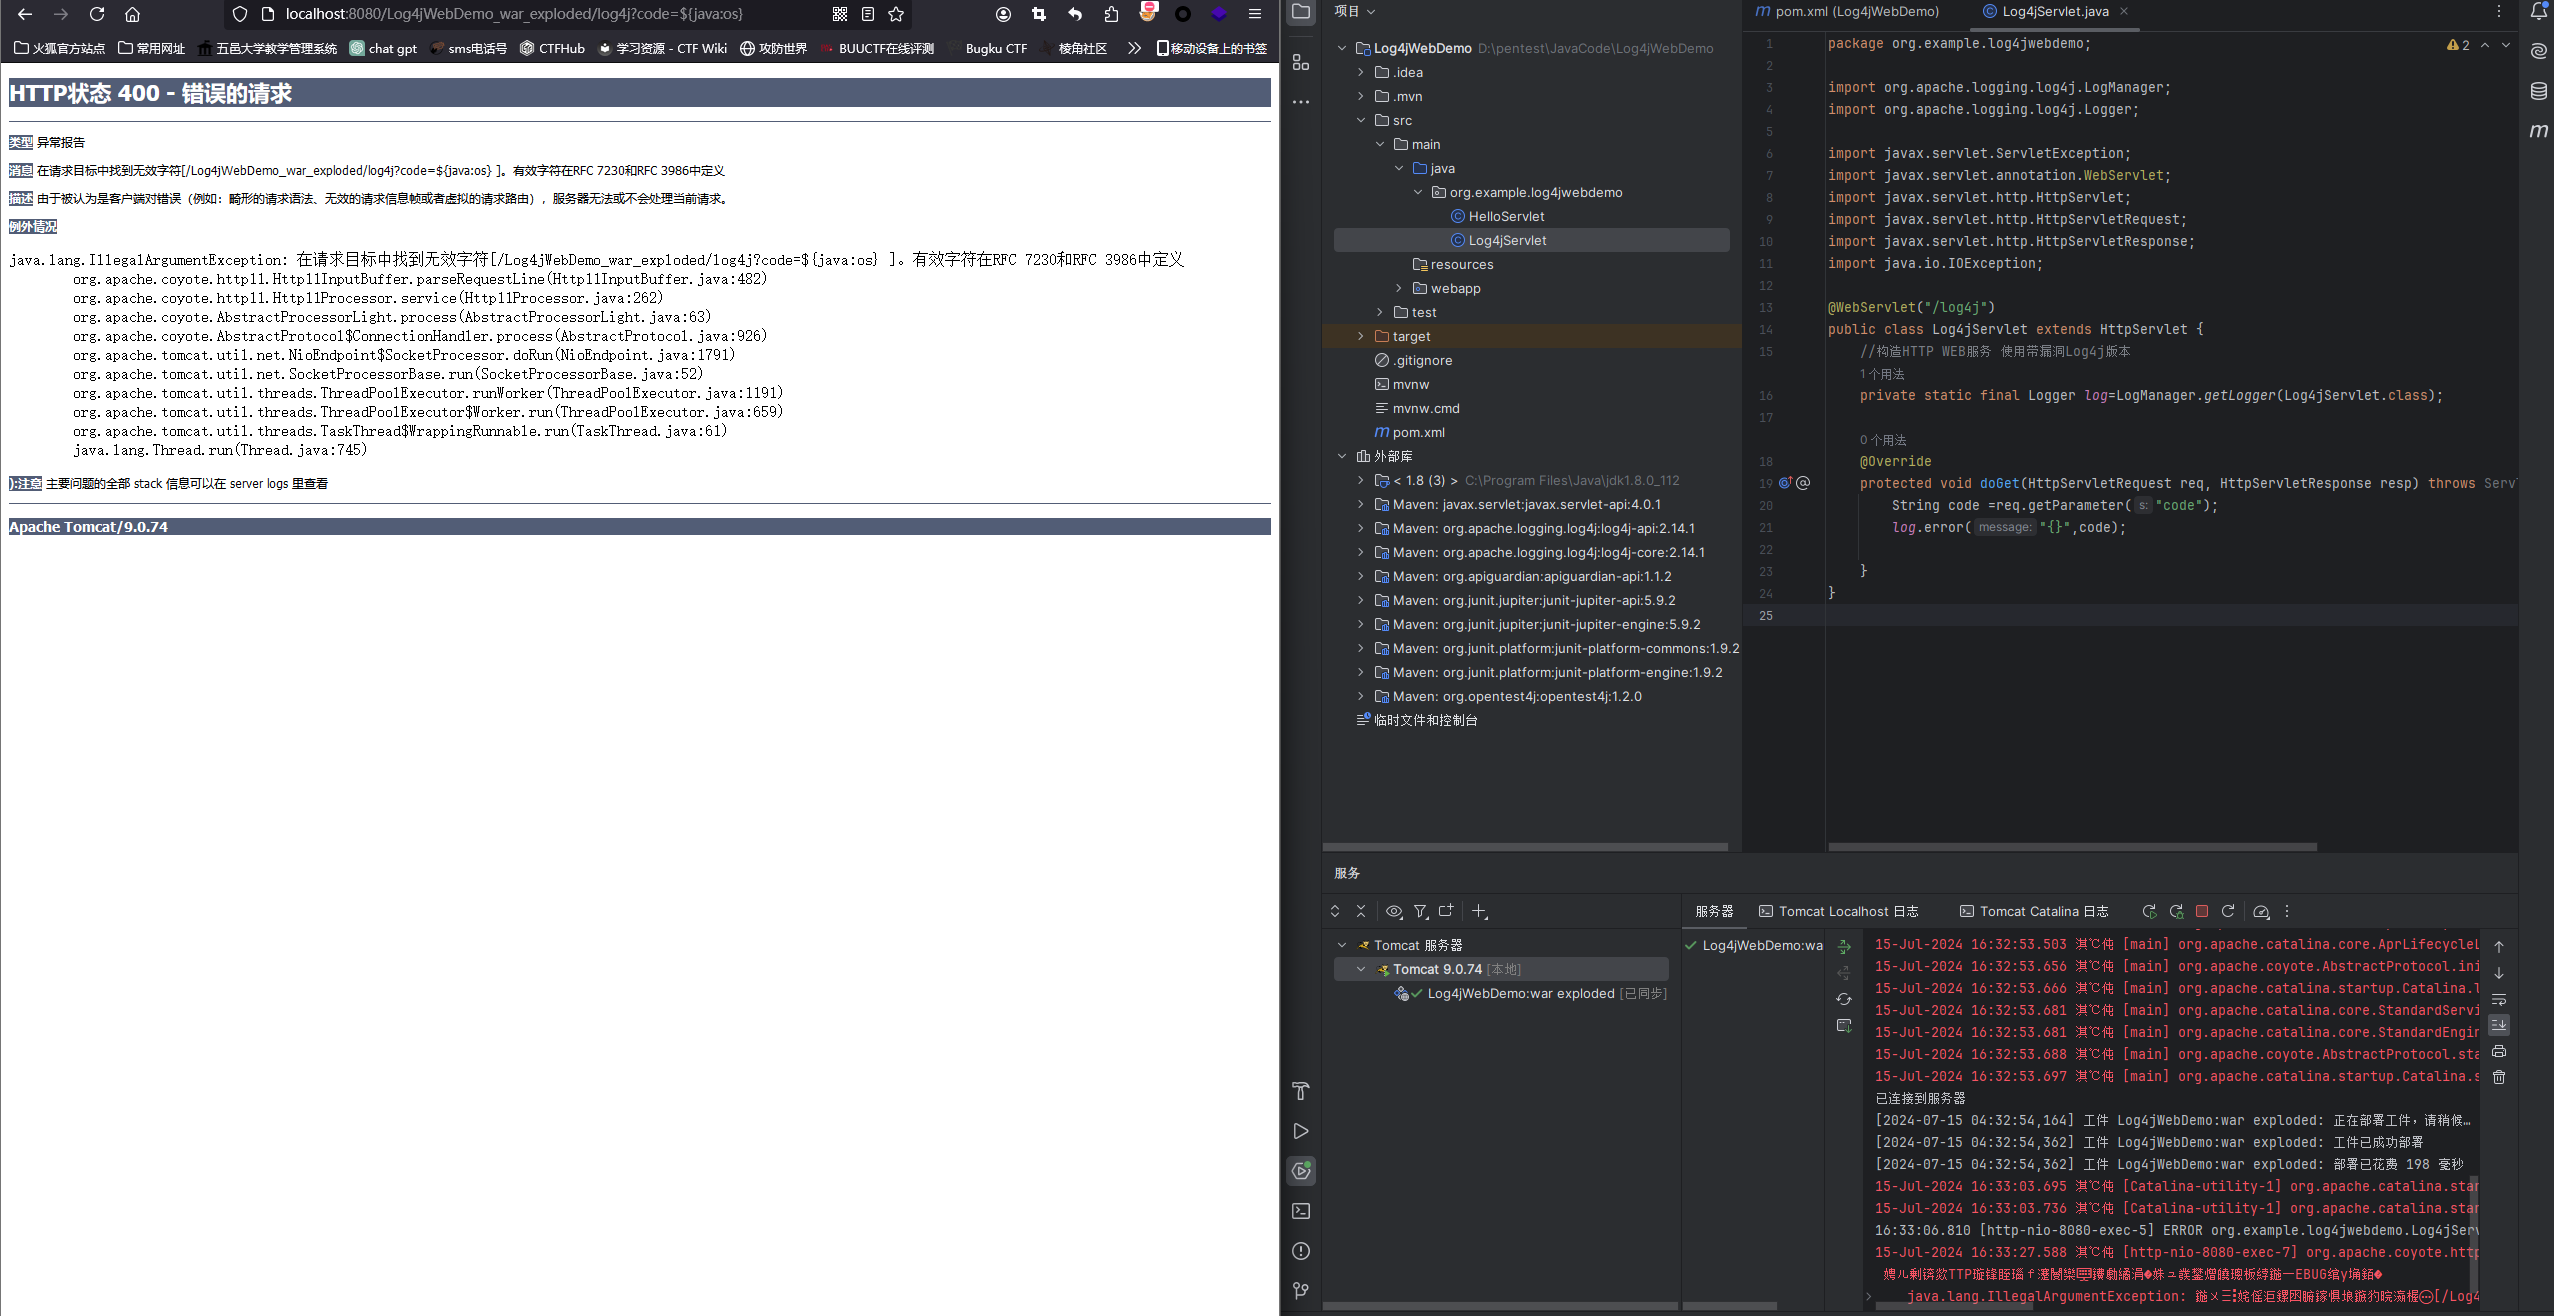 localhost:8080/Log4jWebDemo_war_exploded/log4j?code=${java:os}
火狐官方站点 常用网址 五邑大学教学管理系统 chat gpt sms电话号 CTFHub 学习资源 - CTF Wiki 攻防世界 BUUCTF在线评测 Bugku CTF 棱角社区 移动设备上的书签
HTTP状态 400 - 错误的请求
类型 异常报告
消息 在请求目标中找到无效字符[/Log4jWebDemo_war_exploded/log4j?code=${java:os} ]。有效字符在RFC 7230和RFC 3986中定义
描述 由于被认为是客户端对错误（例如：畸形的请求语法、无效的请求信息帧或者虚拟的请求路由），服务器无法或不会处理当前请求。
例外情况
java.lang.IllegalArgumentException: 在请求目标中找到无效字符[/Log4jWebDemo_war_exploded/log4j?code=${java:os} ]。有效字符在RFC 7230和RFC 3986中定义
org.apache.coyote.http11.Http11InputBuffer.parseRequestLine(Http11InputBuffer.java:482)
org.apache.coyote.http11.Http11Processor.service(Http11Processor.java:262)
org.apache.coyote.AbstractProcessorLight.process(AbstractProcessorLight.java:63)
org.apache.coyote.AbstractProtocol$ConnectionHandler.process(AbstractProtocol.java:926)
org.apache.tomcat.util.net.NioEndpoint$SocketProcessor.doRun(NioEndpoint.java:1791)
org.apache.tomcat.util.net.SocketProcessorBase.run(SocketProcessorBase.java:52)
org.apache.tomcat.util.threads.ThreadPoolExecutor.runWorker(ThreadPoolExecutor.java:1191)
org.apache.tomcat.util.threads.ThreadPoolExecutor$Worker.run(ThreadPoolExecutor.java:659)
org.apache.tomcat.util.threads.TaskThread$WrappingRunnable.run(TaskThread.java:61)
java.lang.Thread.run(Thread.java:745)
):注意 主要问题的全部 stack 信息可以在 server logs 里查看
Apache Tomcat/9.0.74
项目
Log4jWebDemo D:\pentest\JavaCode\Log4jWebDemo
.idea
.mvn
src
main
java
org.example.log4jwebdemo
HelloServlet
Log4jServlet
resources
webapp
test
target
.gitignore
mvnw
mvnw.cmd
pom.xml
外部库
< 1.8 (3) > C:\Program Files\Java\jdk1.8.0_112
Maven: javax.servlet:javax.servlet-api:4.0.1
Maven: org.apache.logging.log4j:log4j-api:2.14.1
Maven: org.apache.logging.log4j:log4j-core:2.14.1
Maven: org.apiguardian:apiguardian-api:1.1.2
Maven: org.junit.jupiter:junit-jupiter-api:5.9.2
Maven: org.junit.jupiter:junit-jupiter-engine:5.9.2
Maven: org.junit.platform:junit-platform-commons:1.9.2
Maven: org.junit.platform:junit-platform-engine:1.9.2
Maven: org.opentest4j:opentest4j:1.2.0
临时文件和控制台
pom.xml (Log4jWebDemo) Log4jServlet.java
2
1 package org.example.log4jwebdemo;
2
3 import org.apache.logging.log4j.LogManager;
4 import org.apache.logging.log4j.Logger;
5
6 import javax.servlet.ServletException;
7 import javax.servlet.annotation.WebServlet;
8 import javax.servlet.http.HttpServlet;
9 import javax.servlet.http.HttpServletRequest;
10 import javax.servlet.http.HttpServletResponse;
11 import java.io.IOException;
12
13 @WebServlet("/log4j")
14 public class Log4jServlet extends HttpServlet {
15 //构造HTTP WEB服务 使用带漏洞Log4j版本
1 个用法
16 private static final Logger log=LogManager.getLogger(Log4jServlet.class);
17
0 个用法
18 @Override
19 protected void doGet(HttpServletRequest req, HttpServletResponse resp) throws Serv
20 String code =req.getParameter( s: "code");
21 log.error( message: "{}",code);
22
23 }
24 }
25
服务
服务器 Tomcat Localhost 日志 Tomcat Catalina 日志
Tomcat 服务器
Tomcat 9.0.74 [本地]
Log4jWebDemo:war exploded [已同步]
Log4jWebDemo:wa
15-Jul-2024 16:32:53.503 淇℃伅 [main] org.apache.catalina.core.AprLifecycleL
15-Jul-2024 16:32:53.656 淇℃伅 [main] org.apache.coyote.AbstractProtocol.ini
15-Jul-2024 16:32:53.666 淇℃伅 [main] org.apache.catalina.startup.Catalina.l
15-Jul-2024 16:32:53.681 淇℃伅 [main] org.apache.catalina.core.StandardServi
15-Jul-2024 16:32:53.681 淇℃伅 [main] org.apache.catalina.core.StandardEngin
15-Jul-2024 16:32:53.688 淇℃伅 [main] org.apache.coyote.AbstractProtocol.sta
15-Jul-2024 16:32:53.697 淇℃伅 [main] org.apache.catalina.startup.Catalina.s
已连接到服务器
[2024-07-15 04:32:54,164] 工件 Log4jWebDemo:war exploded: 正在部署工件，请稍候…
[2024-07-15 04:32:54,362] 工件 Log4jWebDemo:war exploded: 工件已成功部署
[2024-07-15 04:32:54,362] 工件 Log4jWebDemo:war exploded: 部署已花费 198 毫秒
15-Jul-2024 16:33:03.695 淇℃伅 [Catalina-utility-1] org.apache.catalina.star
15-Jul-2024 16:33:03.736 淇℃伅 [Catalina-utility-1] org.apache.catalina.star
16:33:06.810 [http-nio-8080-exec-5] ERROR org.example.log4jwebdemo.Log4jServ
15-Jul-2024 16:33:27.588 淇℃伅 [http-nio-8080-exec-7] org.apache.coyote.http
java.lang.IllegalArgumentException: [/Log4